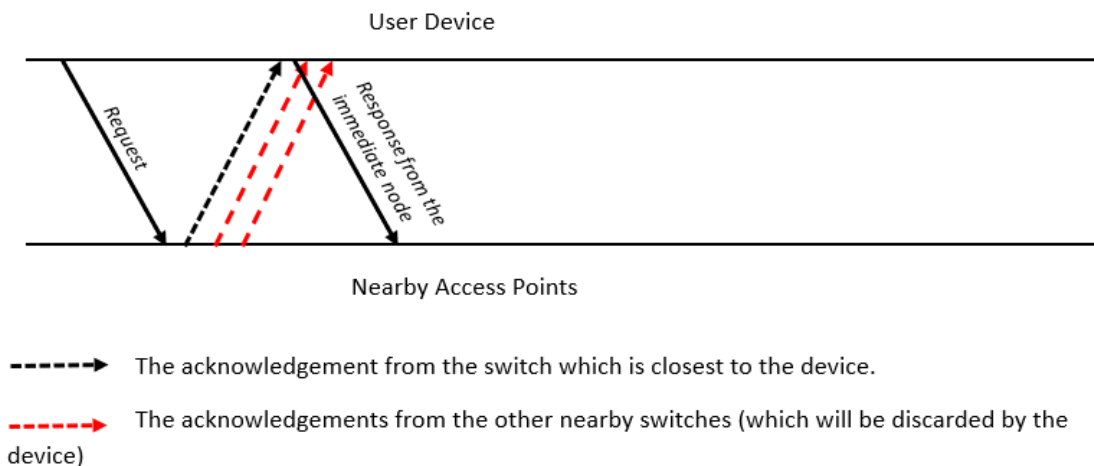 User Device
Request
Response from the
immediate node
Nearby Access Points
The acknowledgement from the switch which is closest to the device.
The acknowledgements from the other nearby switches (which will be discarded by the
device)